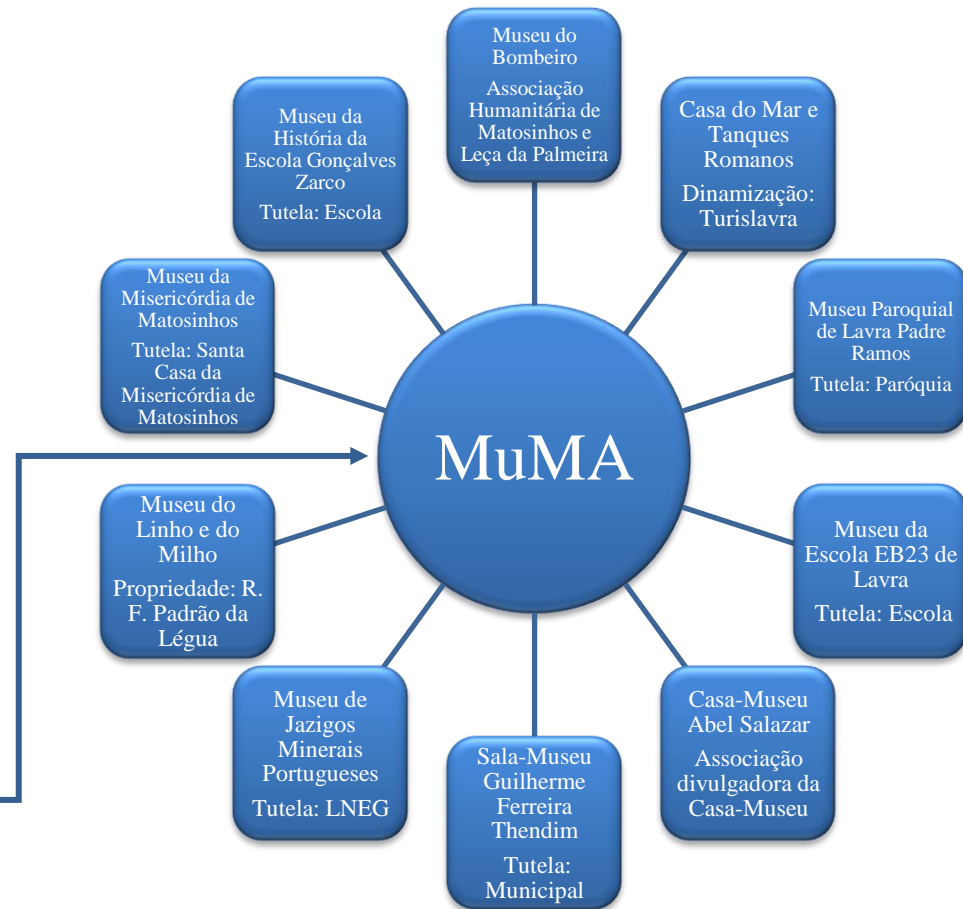 Museu do
Bombeiro
Associação
Humanitária de
Matosinhos e
Leça da Palmeira
Casa do Mar e
Tanques
Romanos
Dinamização:
Turislavra
Museu Paroquial
de Lavra Padre
Ramos
Tutela: Paróquia
Museu da
Escola EB23 de
Lavra
Tutela: Escola
Casa-Museu
Abel Salazar
Associação
divulgadora da
Casa-Museu
Sala-Museu
Guilherme
Ferreira
Thendim
Tutela:
Municipal
Museu de
Jazigos
Minerais
Portugueses
Tutela: LNEG
Museu do
Linho e do
Milho
Propriedade: R.
F. Padrão da
Légua
Museu da
Misericórdia de
Matosinhos
Tutela: Santa
Casa da
Misericórdia de
Matosinhos
Museu da
História da
Escola Gonçalves
Zarco
Tutela: Escola
MuMA